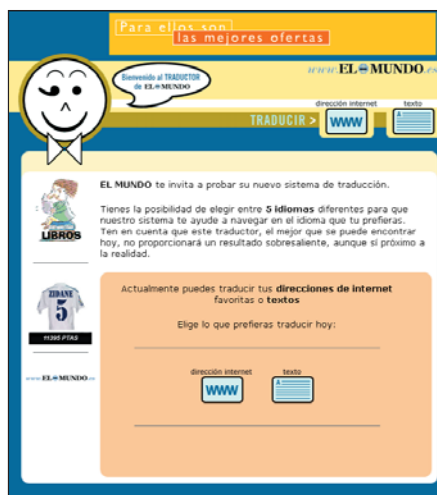 Para ellos son
las mejores ofertas
www.EL MUNDO.es
Bienvenido al TRADUCTOR
de EL MUNDO
dirección internet
texto
TRADUCIR >
WWW
A
EL MUNDO te invita a probar su nuevo sistema de traducción.
Tienes la posibilidad de elegir entre 5 idiomas diferentes para que
nuestro sistema te ayude a navegar en el idioma que tu prefieras.
Ten en cuenta que este traductor, el mejor que se puede encontrar
hoy, no proporcionará un resultado sobresaliente, aunque sí próximo a
la realidad.
LIBROS
ZIDANE
5
11395 PTAS
www.EL MUNDO.es
Actualmente puedes traducir tus direcciones de internet
favoritas o textos
Elige lo que prefieras traducir hoy:
dirección internet
texto
WWW
A